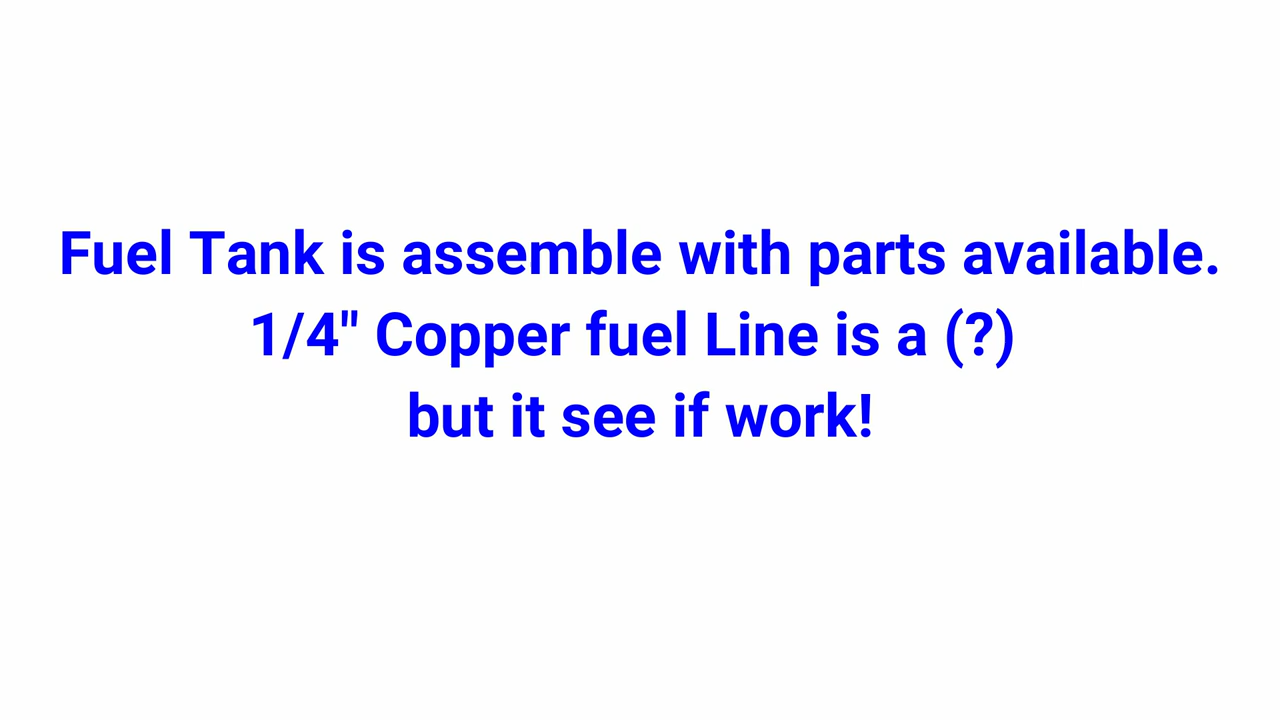 Fuel Tank is assemble with parts available.
1/4" Copper fuel Line is a (?)
but it see if work!